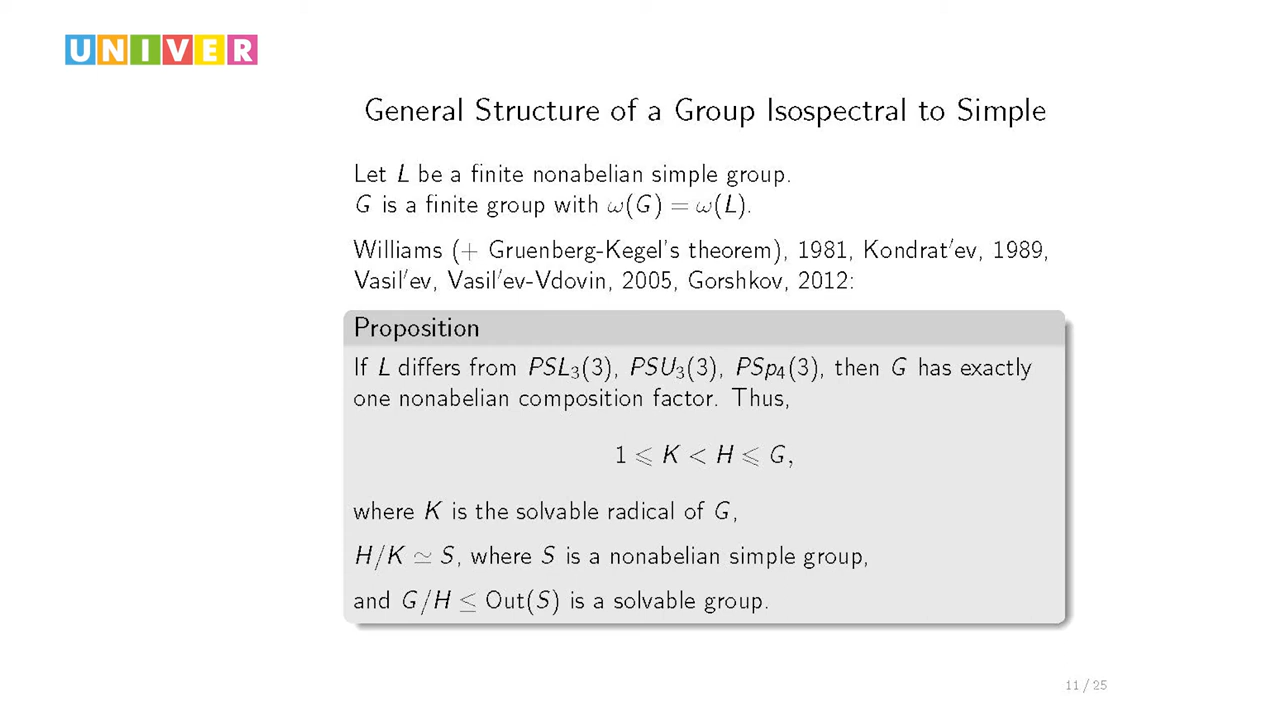 UNIVER
General Structure of a Group Isospectral to Simple
Let L be a finite nonabelian simple group.
G is a finite group with ω(G) = ω(L).
Williams (+ Gruenberg-Kegel's theorem), 1981, Kondrat′ev, 1989,
Vasil′ev, Vasil′ev-Vdovin, 2005, Gorshkov, 2012:
Proposition
If L differs from PSL₃(3), PSU₃(3), PSp₄(3), then G has exactly
one nonabelian composition factor. Thus,
1 ⩽ K < H ⩽ G,
where K is the solvable radical of G,
H/K ≃ S, where S is a nonabelian simple group,
and G/H ≤ Out(S) is a solvable group.
11 / 25